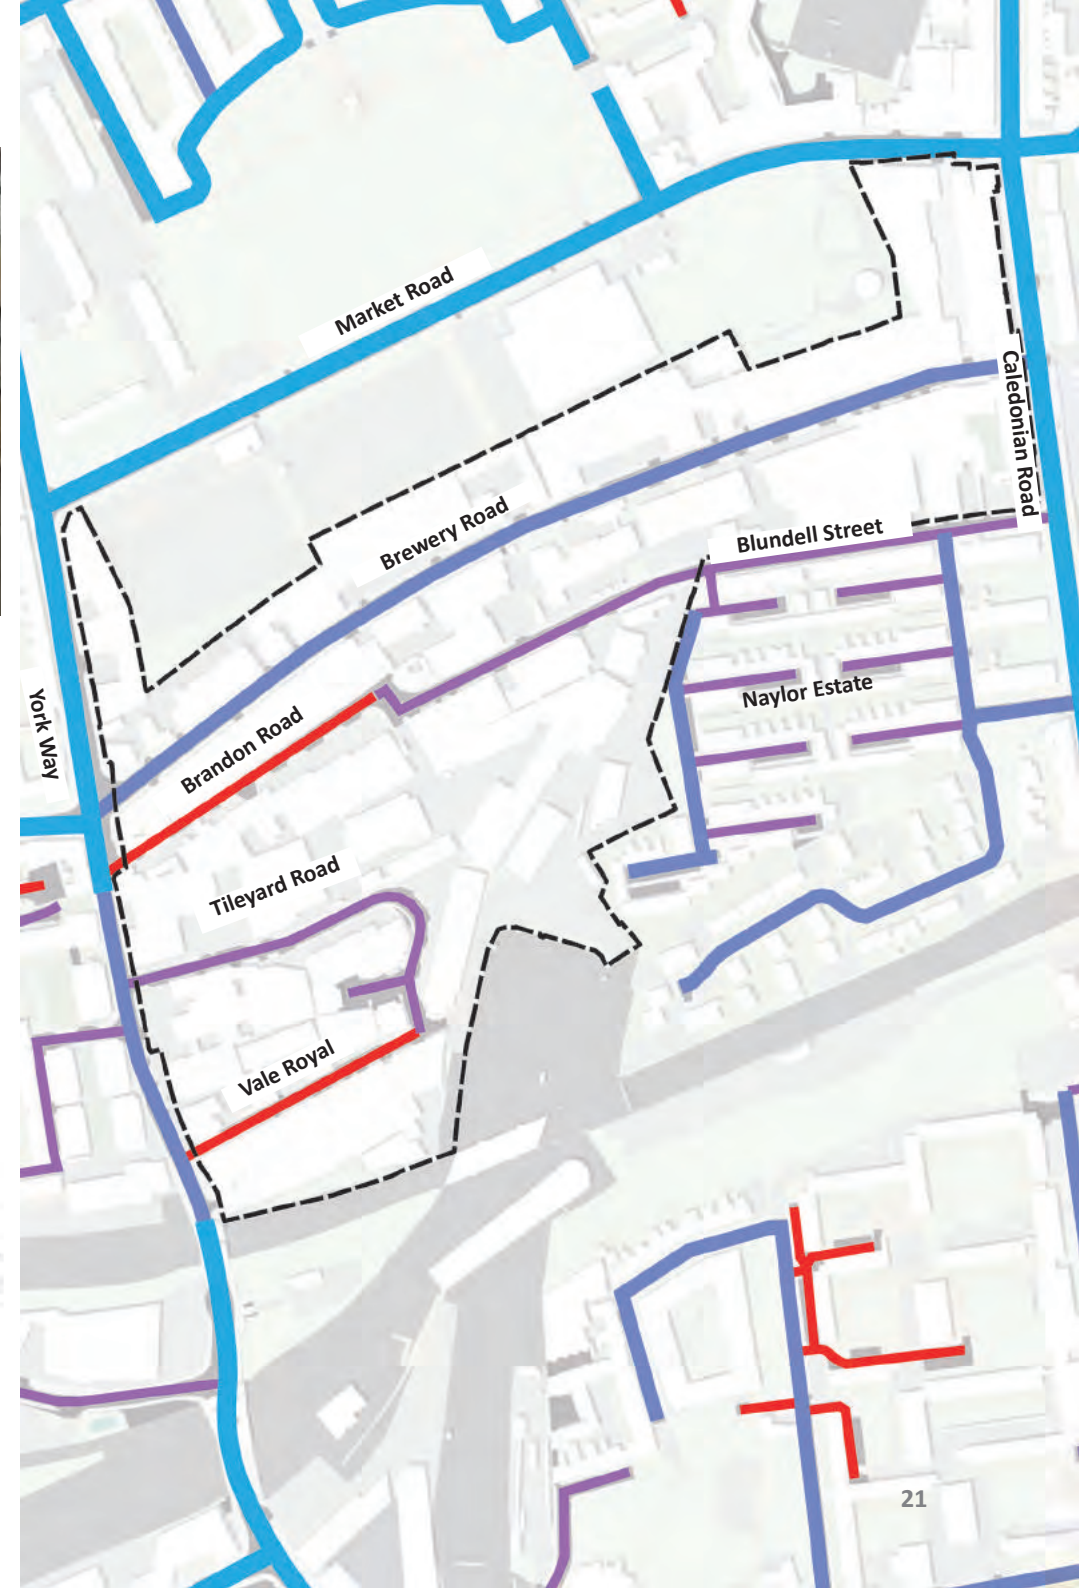 Market Road
Caledonian Road
Brewery Road
Blundell Street
Naylor Estate
York Way
Brandon Road
Tileyard Road
Vale Royal
21